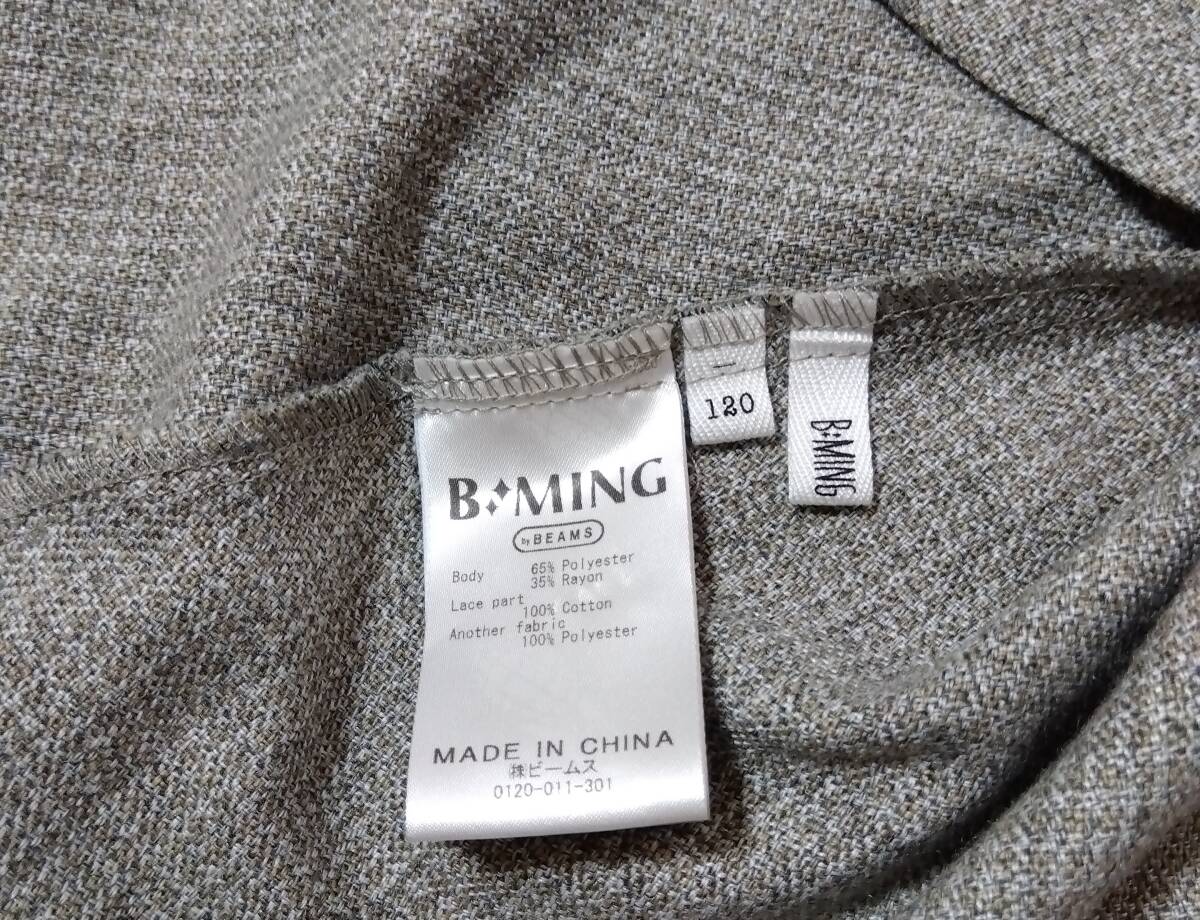 B:MING
by BEAMS
Body 65% Polyester
35% Rayon
Lace part
100% Cotton
Another fabric
100% Polyester
MADE IN CHINA
㈱ビームス
0120-011-301
120
B:MING